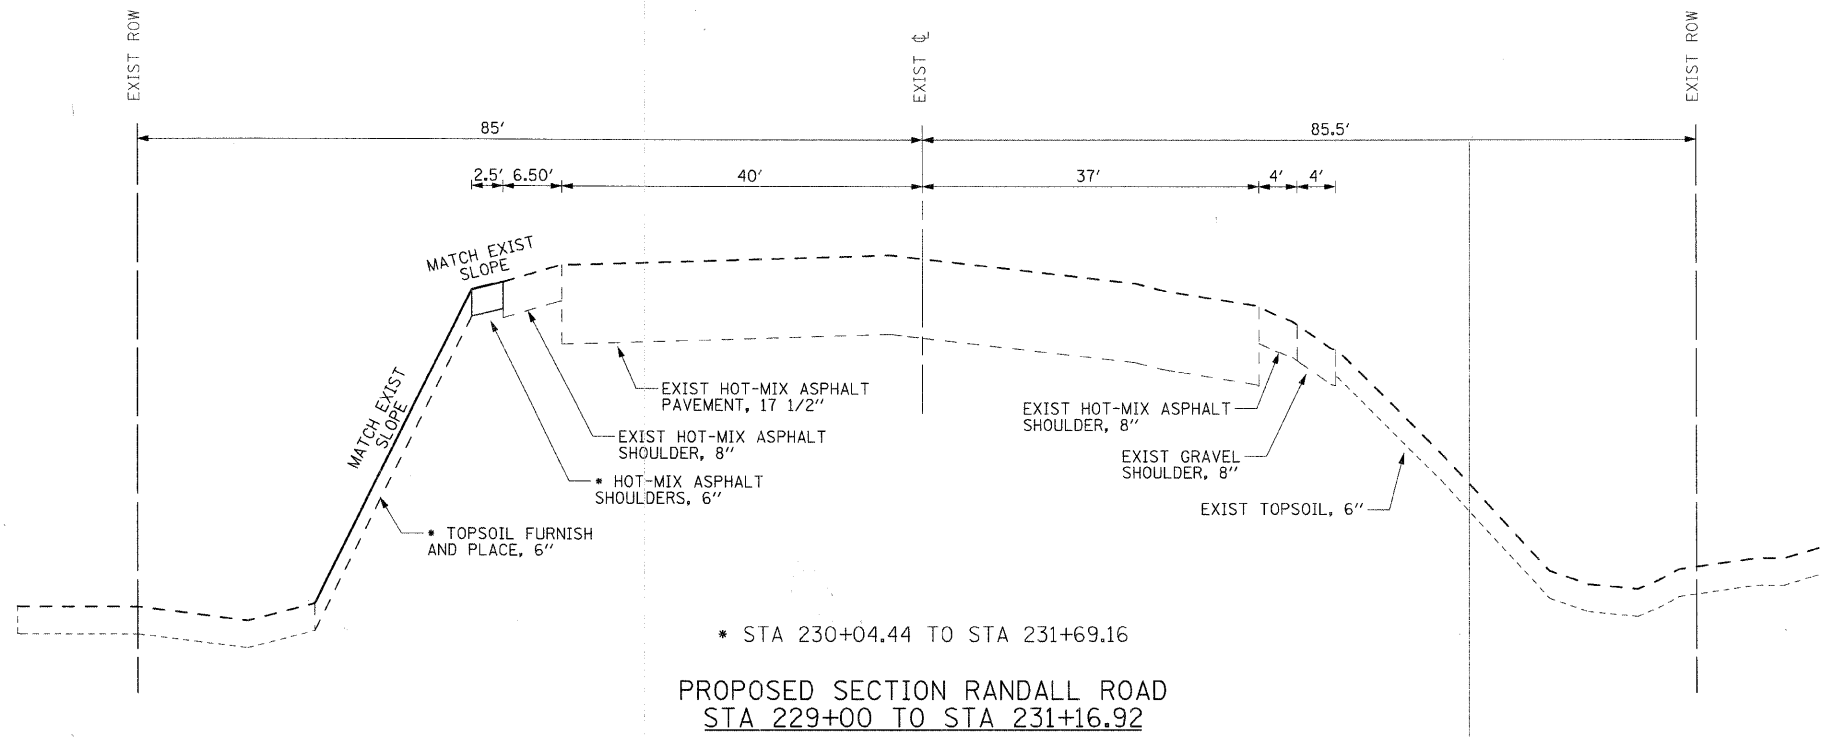 EXIST ROW
EXIST ℄
EXIST ROW
85'
85.5'
2.5'
6.50'
40'
37'
4'
4'
MATCH EXIST
SLOPE
MATCH EXIST
SLOPE
EXIST HOT-MIX ASPHALT
PAVEMENT, 17 1/2"
EXIST HOT-MIX ASPHALT
SHOULDER, 8"
* HOT-MIX ASPHALT
SHOULDERS, 6"
* TOPSOIL FURNISH
AND PLACE, 6"
EXIST HOT-MIX ASPHALT
SHOULDER, 8"
EXIST GRAVEL
SHOULDER, 8"
EXIST TOPSOIL, 6"
* STA 230+04.44 TO STA 231+69.16
PROPOSED SECTION RANDALL ROAD
STA 229+00 TO STA 231+16.92